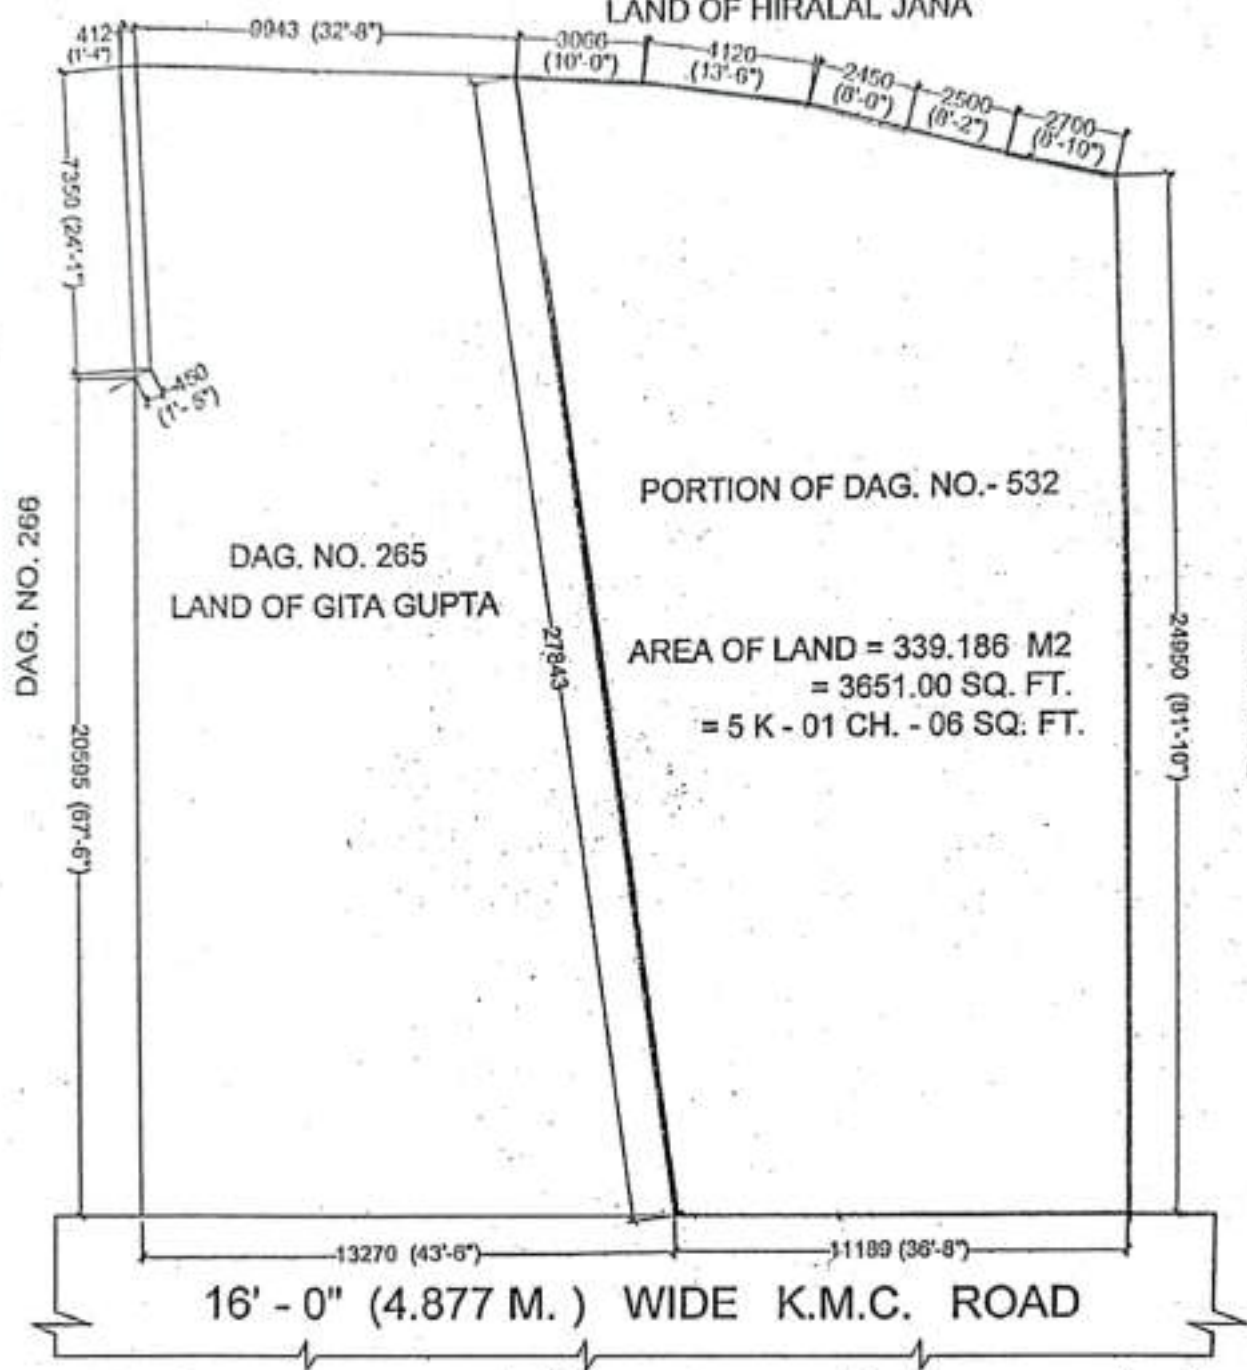 LAND OF HIRALAL JANA
412
(1'-4")
9943 (32'-8")
3066
(10'-0")
4120
(13'-6")
2450
(8'-0")
2500
(8'-2")
2700
(8'-10")
7350 (24'-1")
450
(1'-5")
DAG. NO. 266
DAG. NO. 265
LAND OF GITA GUPTA
27843
PORTION OF DAG. NO.- 532
AREA OF LAND = 339.186 M2
= 3651.00 SQ. FT.
= 5 K - 01 CH. - 06 SQ. FT.
20595 (67'-6")
24950 (81'-10")
13270 (43'-6")
11189 (36'-8")
16' - 0" (4.877 M.) WIDE K.M.C. ROAD